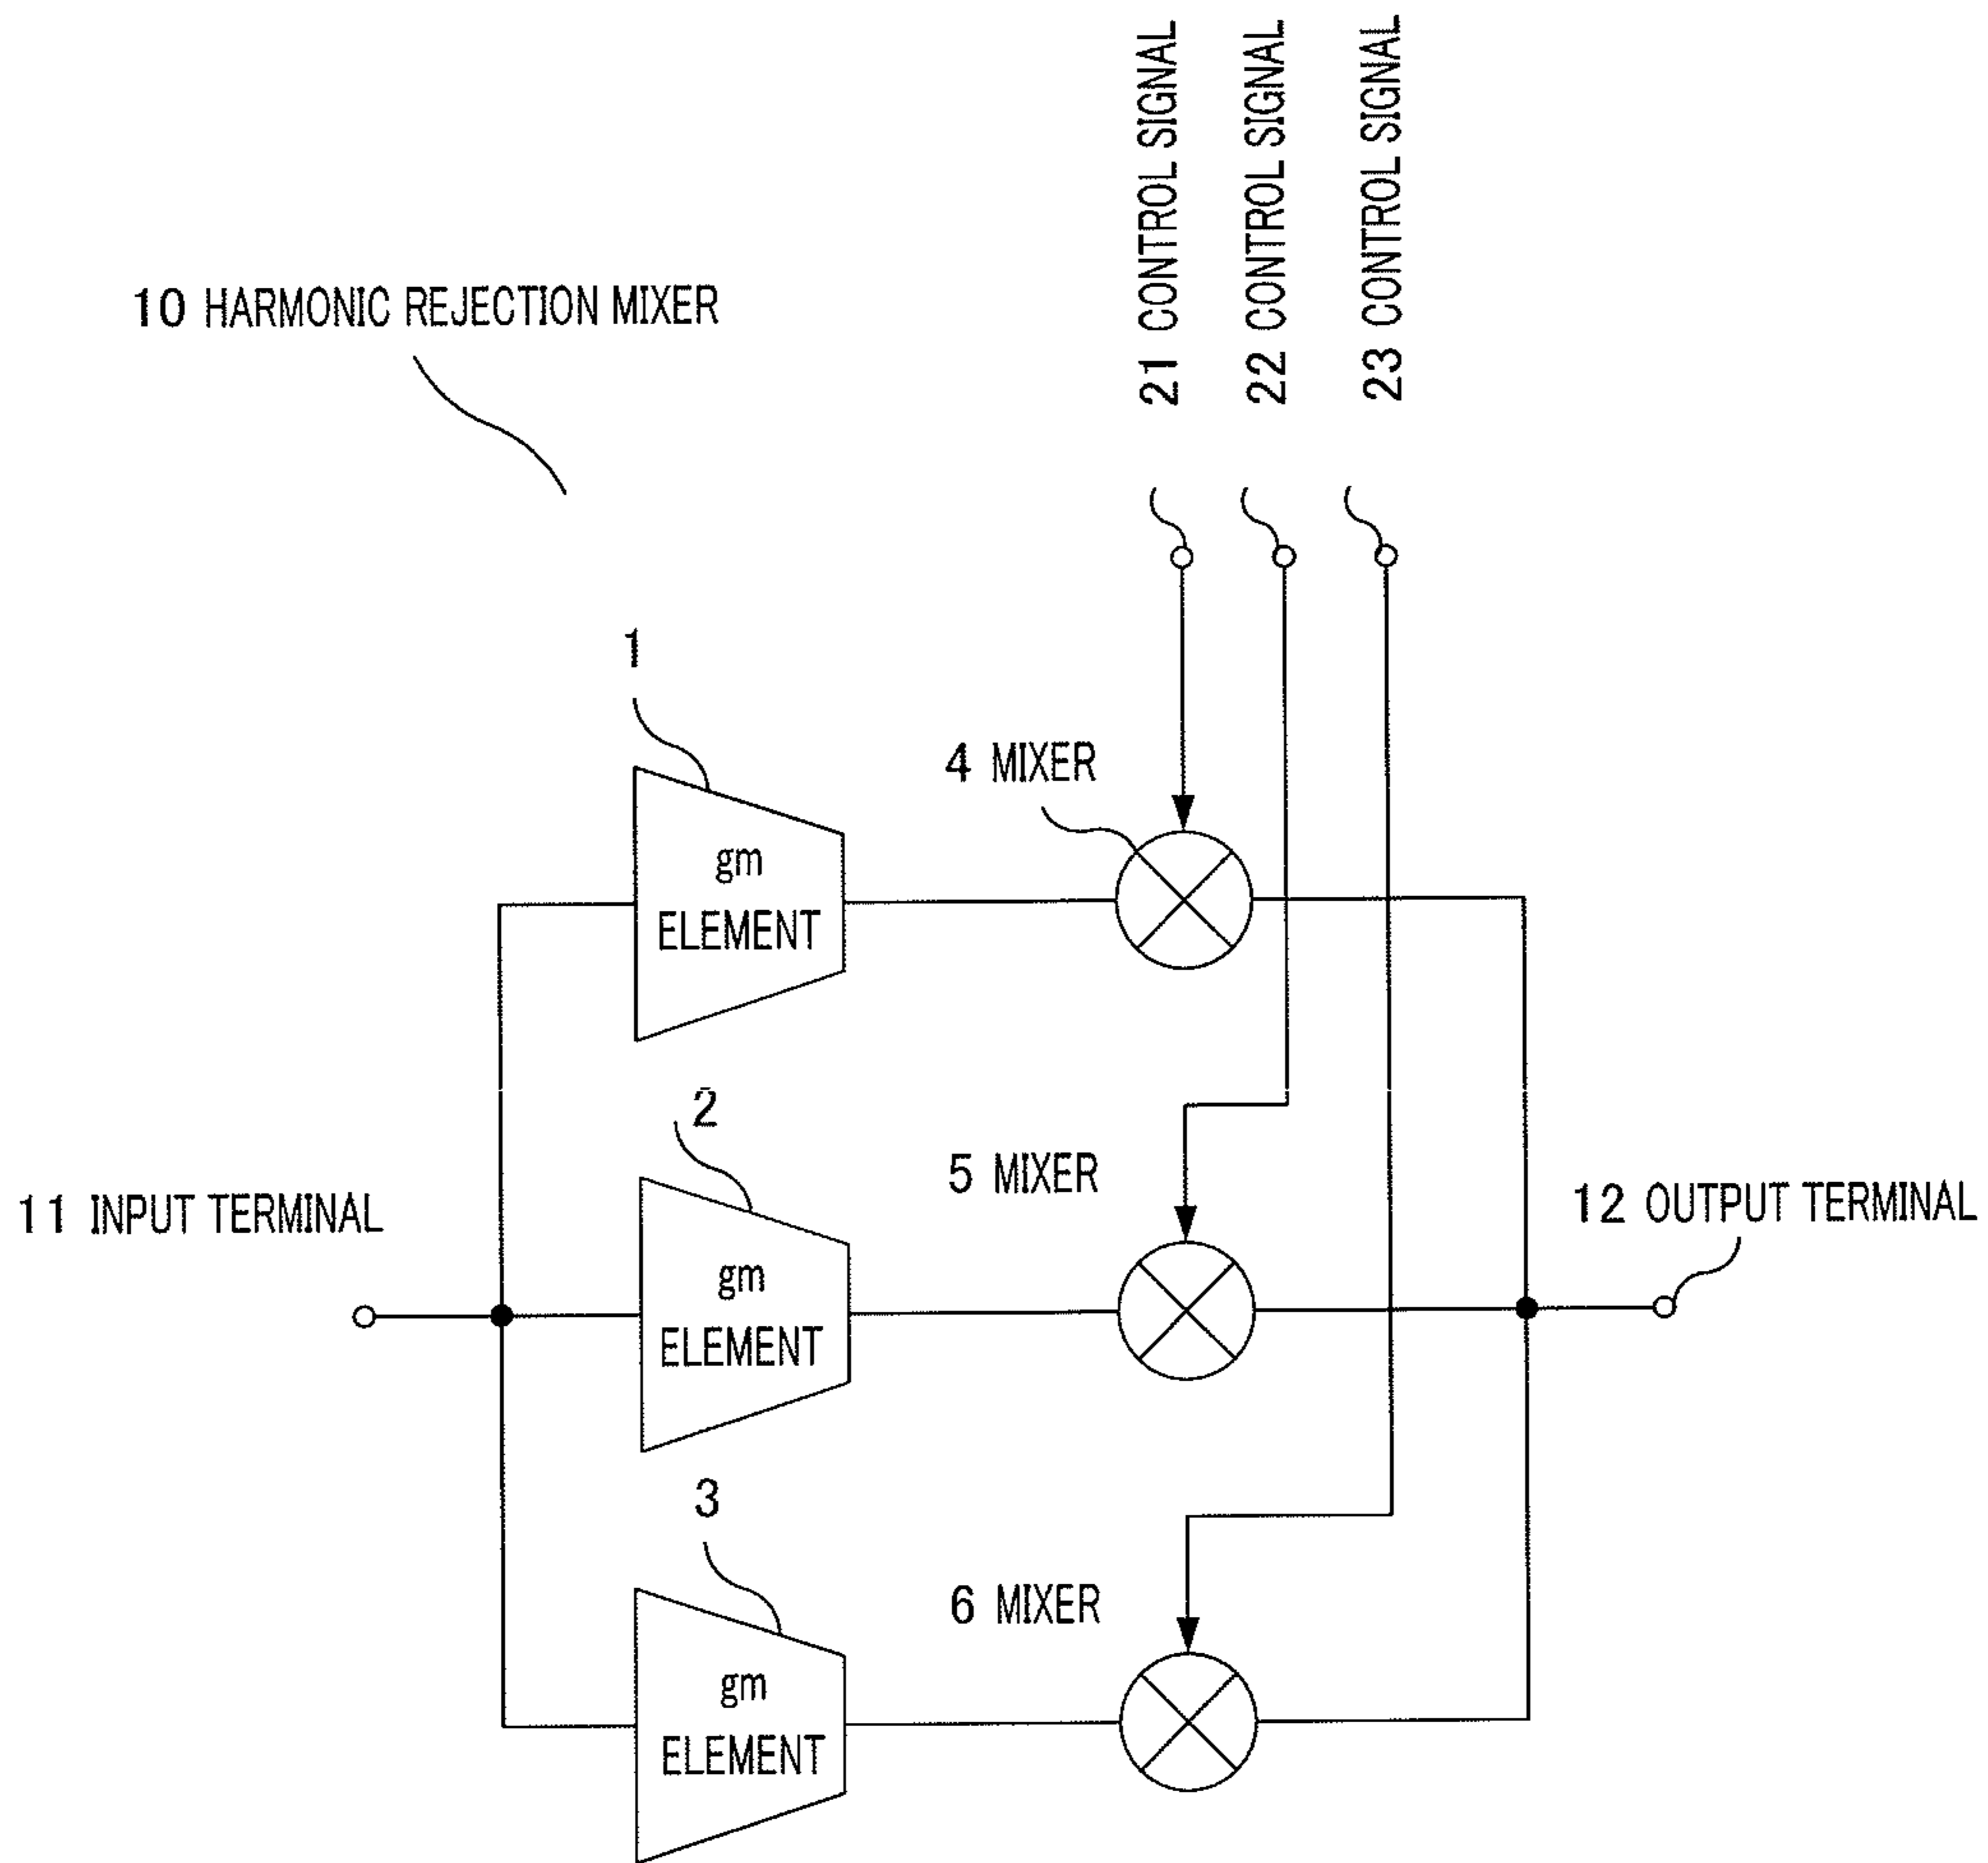 21 CONTROL SIGNAL
22 CONTROL SIGNAL
23 CONTROL SIGNAL
10 HARMONIC REJECTION MIXER
1
4 MIXER
gm
ELEMENT
2
5 MIXER
11 INPUT TERMINAL
12 OUTPUT TERMINAL
gm
ELEMENT
3
6 MIXER
gm
ELEMENT